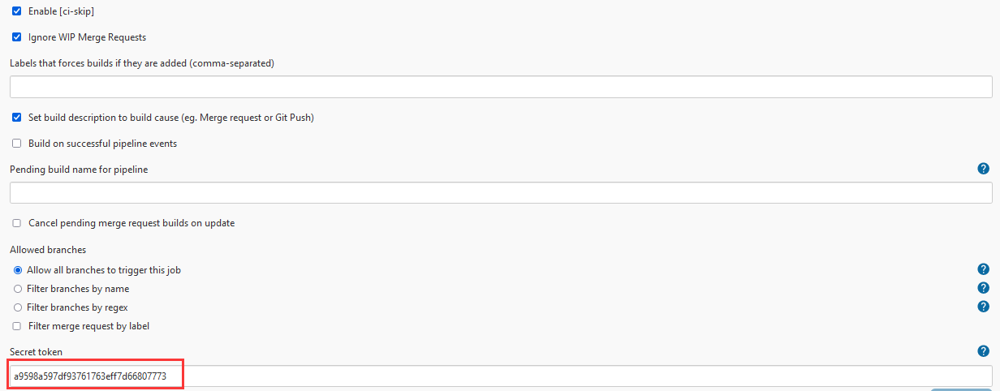 Enable [ci-skip]
Ignore WIP Merge Requests
Labels that forces builds if they are added (comma-separated)
Set build description to build cause (eg. Merge request or Git Push)
Build on successful pipeline events
Pending build name for pipeline ?
Cancel pending merge request builds on update
Allowed branches
Allow all branches to trigger this job ?
Filter branches by name ?
Filter branches by regex ?
Filter merge request by label
Secret token ?
a9598a597df93761763eff7d66807773